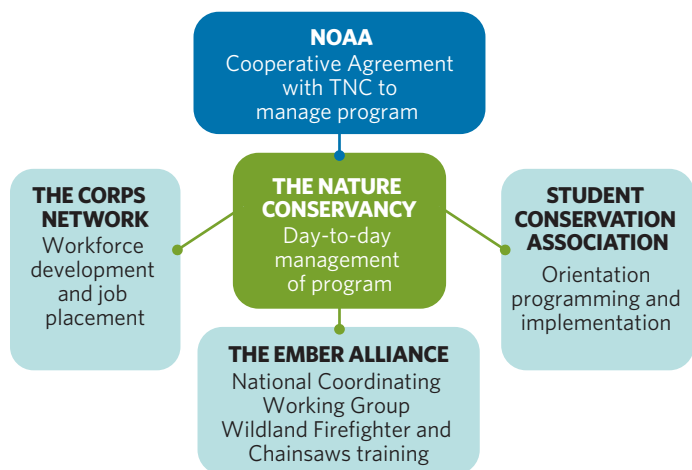 NOAA
Cooperative Agreement
with TNC to
manage program
THE CORPS
NETWORK
Workforce
development
and job
placement
THE NATURE
CONSERVANCY
Day-to-day
management
of program
STUDENT
CONSERVATION
ASSOCIATION
Orientation
programming and
implementation
THE EMBER ALLIANCE
National Coordinating
Working Group
Wildland Firefighter and
Chainsaws training